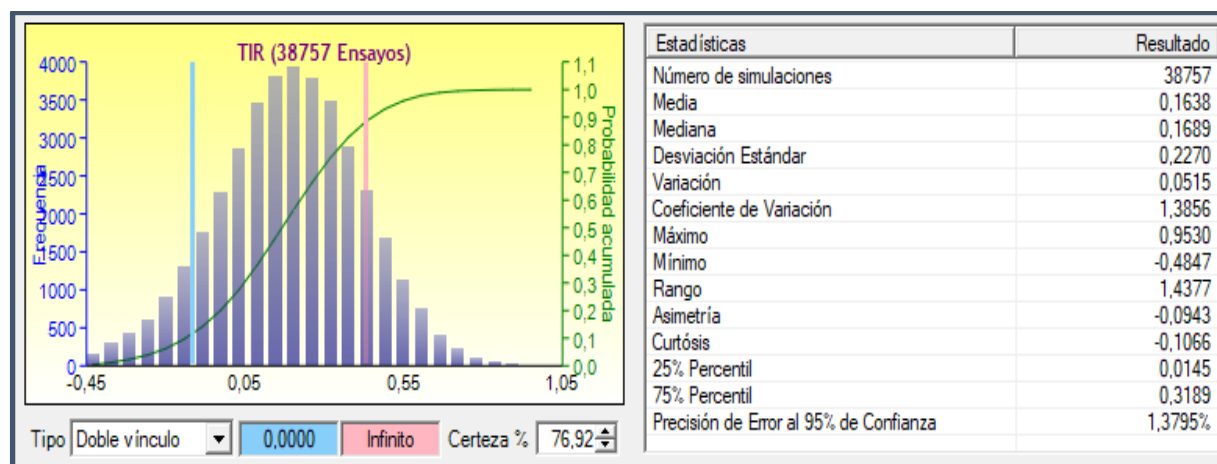 TIR (38757 Ensayos)
4000
3500
3000
2500
2000
1500
1000
500
0
Frequencia
1,1
1,0
0,9
0,8
0,7
0,6
0,5
0,4
0,3
0,2
0,1
0,0
Probabilidad acumulada
-0,45 0,05 0,55 1,05
Tipo Doble vínculo 0,0000 Infinito Certeza % 76,92
Estadísticas Resultado
Número de simulaciones 38757
Media 0,1638
Mediana 0,1689
Desviación Estándar 0,2270
Variación 0,0515
Coeficiente de Variación 1,3856
Máximo 0,9530
Mínimo -0,4847
Rango 1,4377
Asimetría -0,0943
Curtósis -0,1066
25% Percentil 0,0145
75% Percentil 0,3189
Precisión de Error al 95% de Confianza 1,3795%